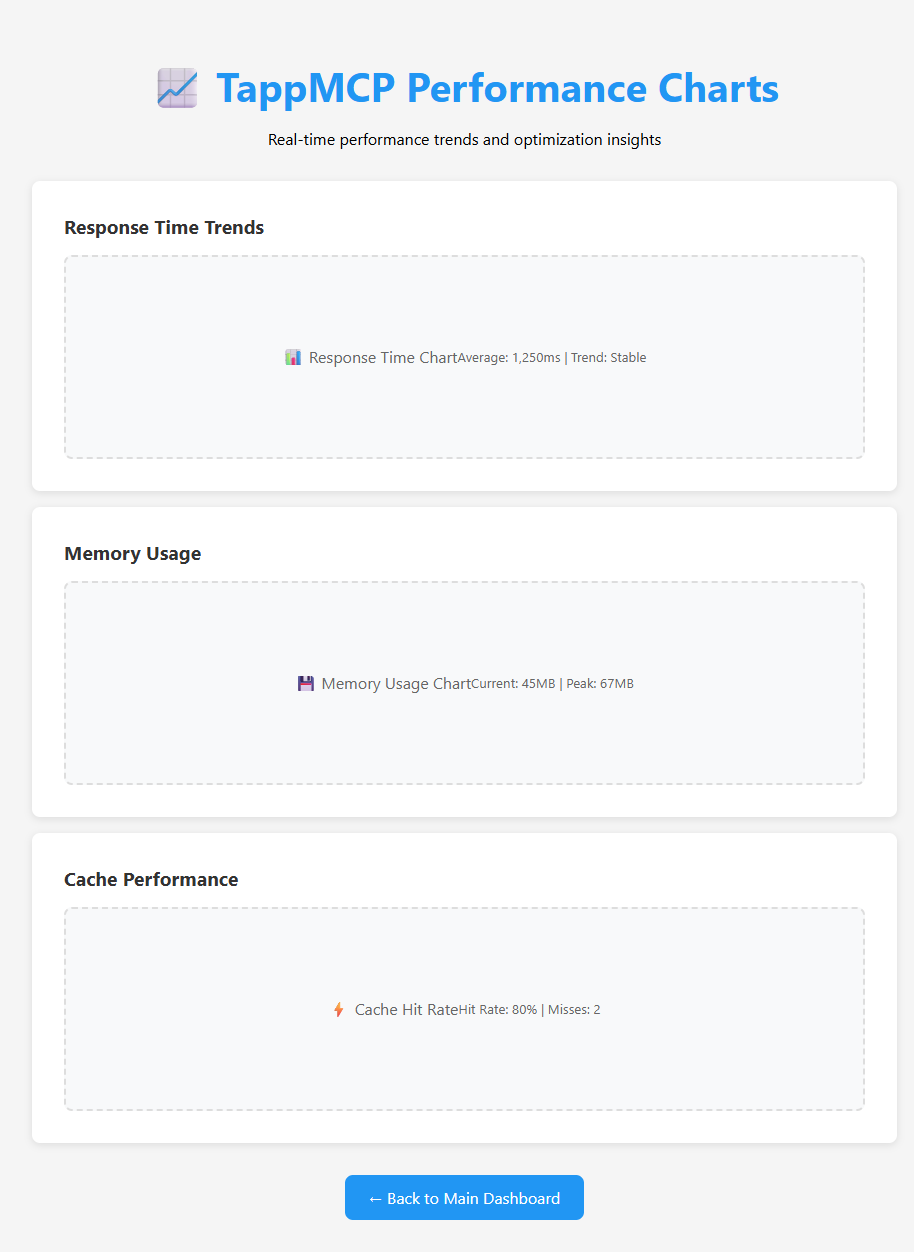 TappMCP Performance Charts
Real-time performance trends and optimization insights
Response Time Trends
Response Time ChartAverage: 1,250ms | Trend: Stable
Memory Usage
Memory Usage ChartCurrent: 45MB | Peak: 67MB
Cache Performance
Cache Hit RateHit Rate: 80% | Misses: 2
← Back to Main Dashboard